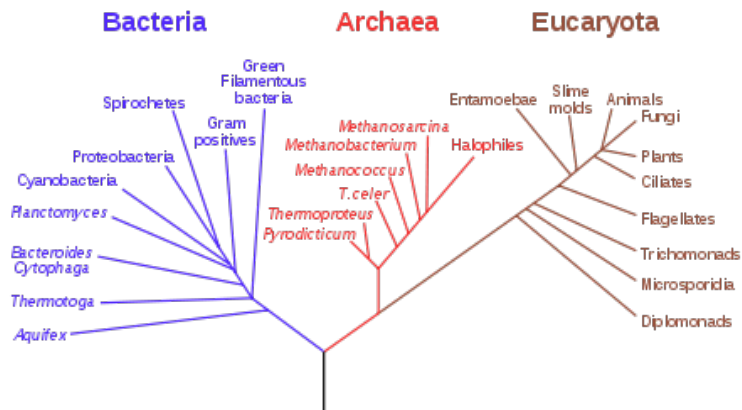 Bacteria
Archaea
Eucaryota
Green
Filamentous
bacteria
Spirochetes
Gram
positives
Proteobacteria
Cyanobacteria
Planctomyces
Bacteroides
Cytophaga
Thermotoga
Aquifex
Methanosarcina
Methanobacterium
Halophiles
Methanococcus
T.celer
Thermoproteus
Pyrodicticum
Entamoebae
Slime
molds
Animals
Fungi
Plants
Ciliates
Flagellates
Trichomonads
Microsporidia
Diplomonads